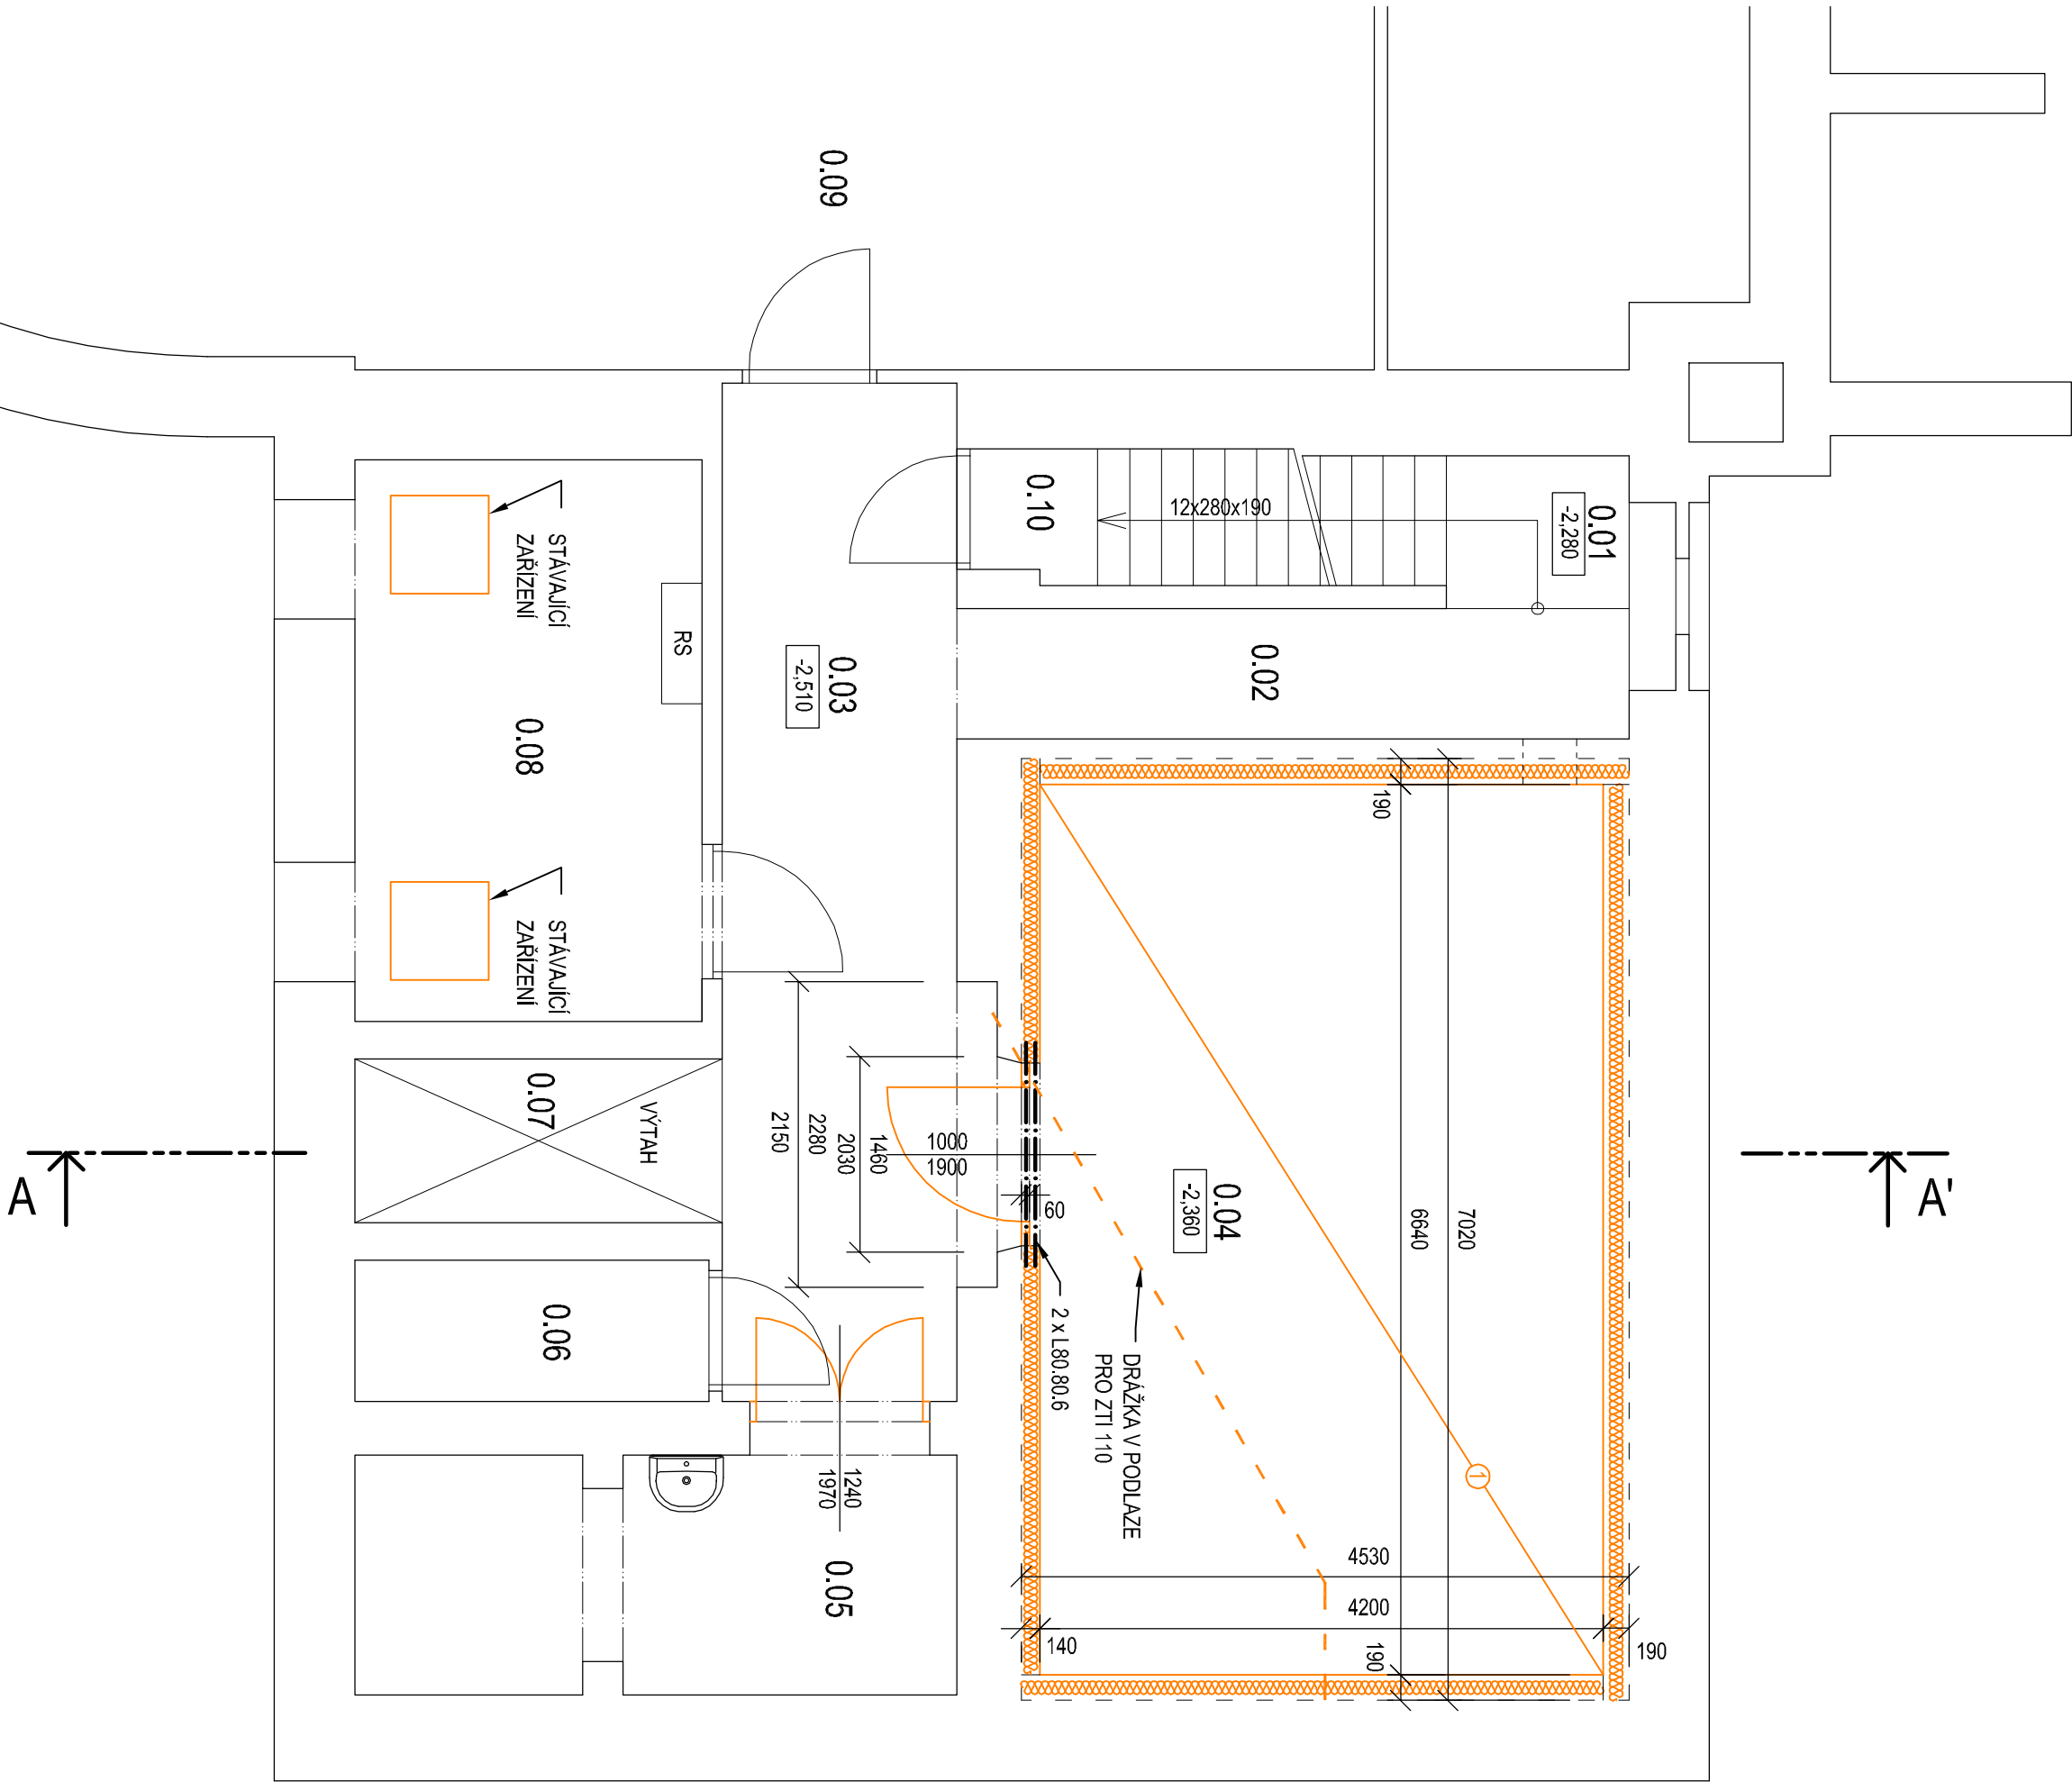 0.09
0.10
12x280x190
0.01
-2,280
STÁVAJÍCÍ
ZAŘÍZENÍ
RS
0.03
-2,510
0.02
0.08
190
STÁVAJÍCÍ
ZAŘÍZENÍ
0.07
VÝTAH
2150
2280
2030
1460
1000
1900
60
0.04
-2,360
6640
7020
A
A'
0.06
2 x L80.80.6
DRÁŽKA V PODLAZE
PRO ZTI 110
1
1240
1970
0.05
4530
4200
140
190
190